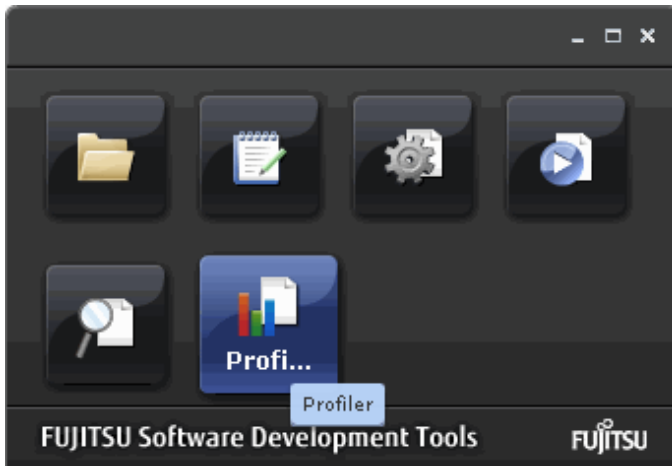 Profi...
Profiler
FUJITSU Software Development Tools
FUJITSU